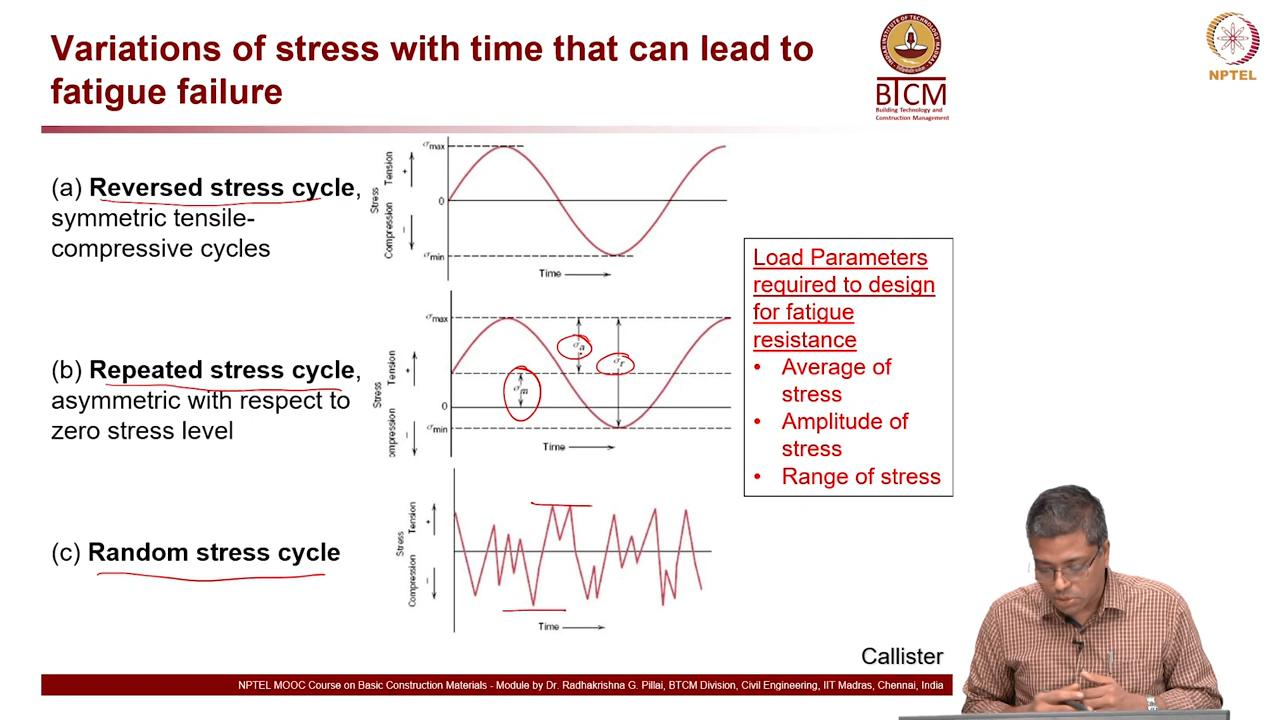 Variations of stress with time that can lead to
fatigue failure
BTCM
Building Technology and
Construction Management
NPTEL
(a) Reversed stress cycle,
symmetric tensile-
compressive cycles
σmax
Stress
Tension
+
0
Compression
−
σmin
Time
(b) Repeated stress cycle,
asymmetric with respect to
zero stress level
σmax
Stress
Tension
+
σa
σr
σm
0
ompression
−
σmin
Time
(c) Random stress cycle
Stress
Tension
+
Compression
−
Time
Load Parameters
required to design
for fatigue
resistance
• Average of
stress
• Amplitude of
stress
• Range of stress
Callister
NPTEL MOOC Course on Basic Construction Materials - Module by Dr. Radhakrishna G. Pillai, BTCM Division, Civil Engineering, IIT Madras, Chennai, India